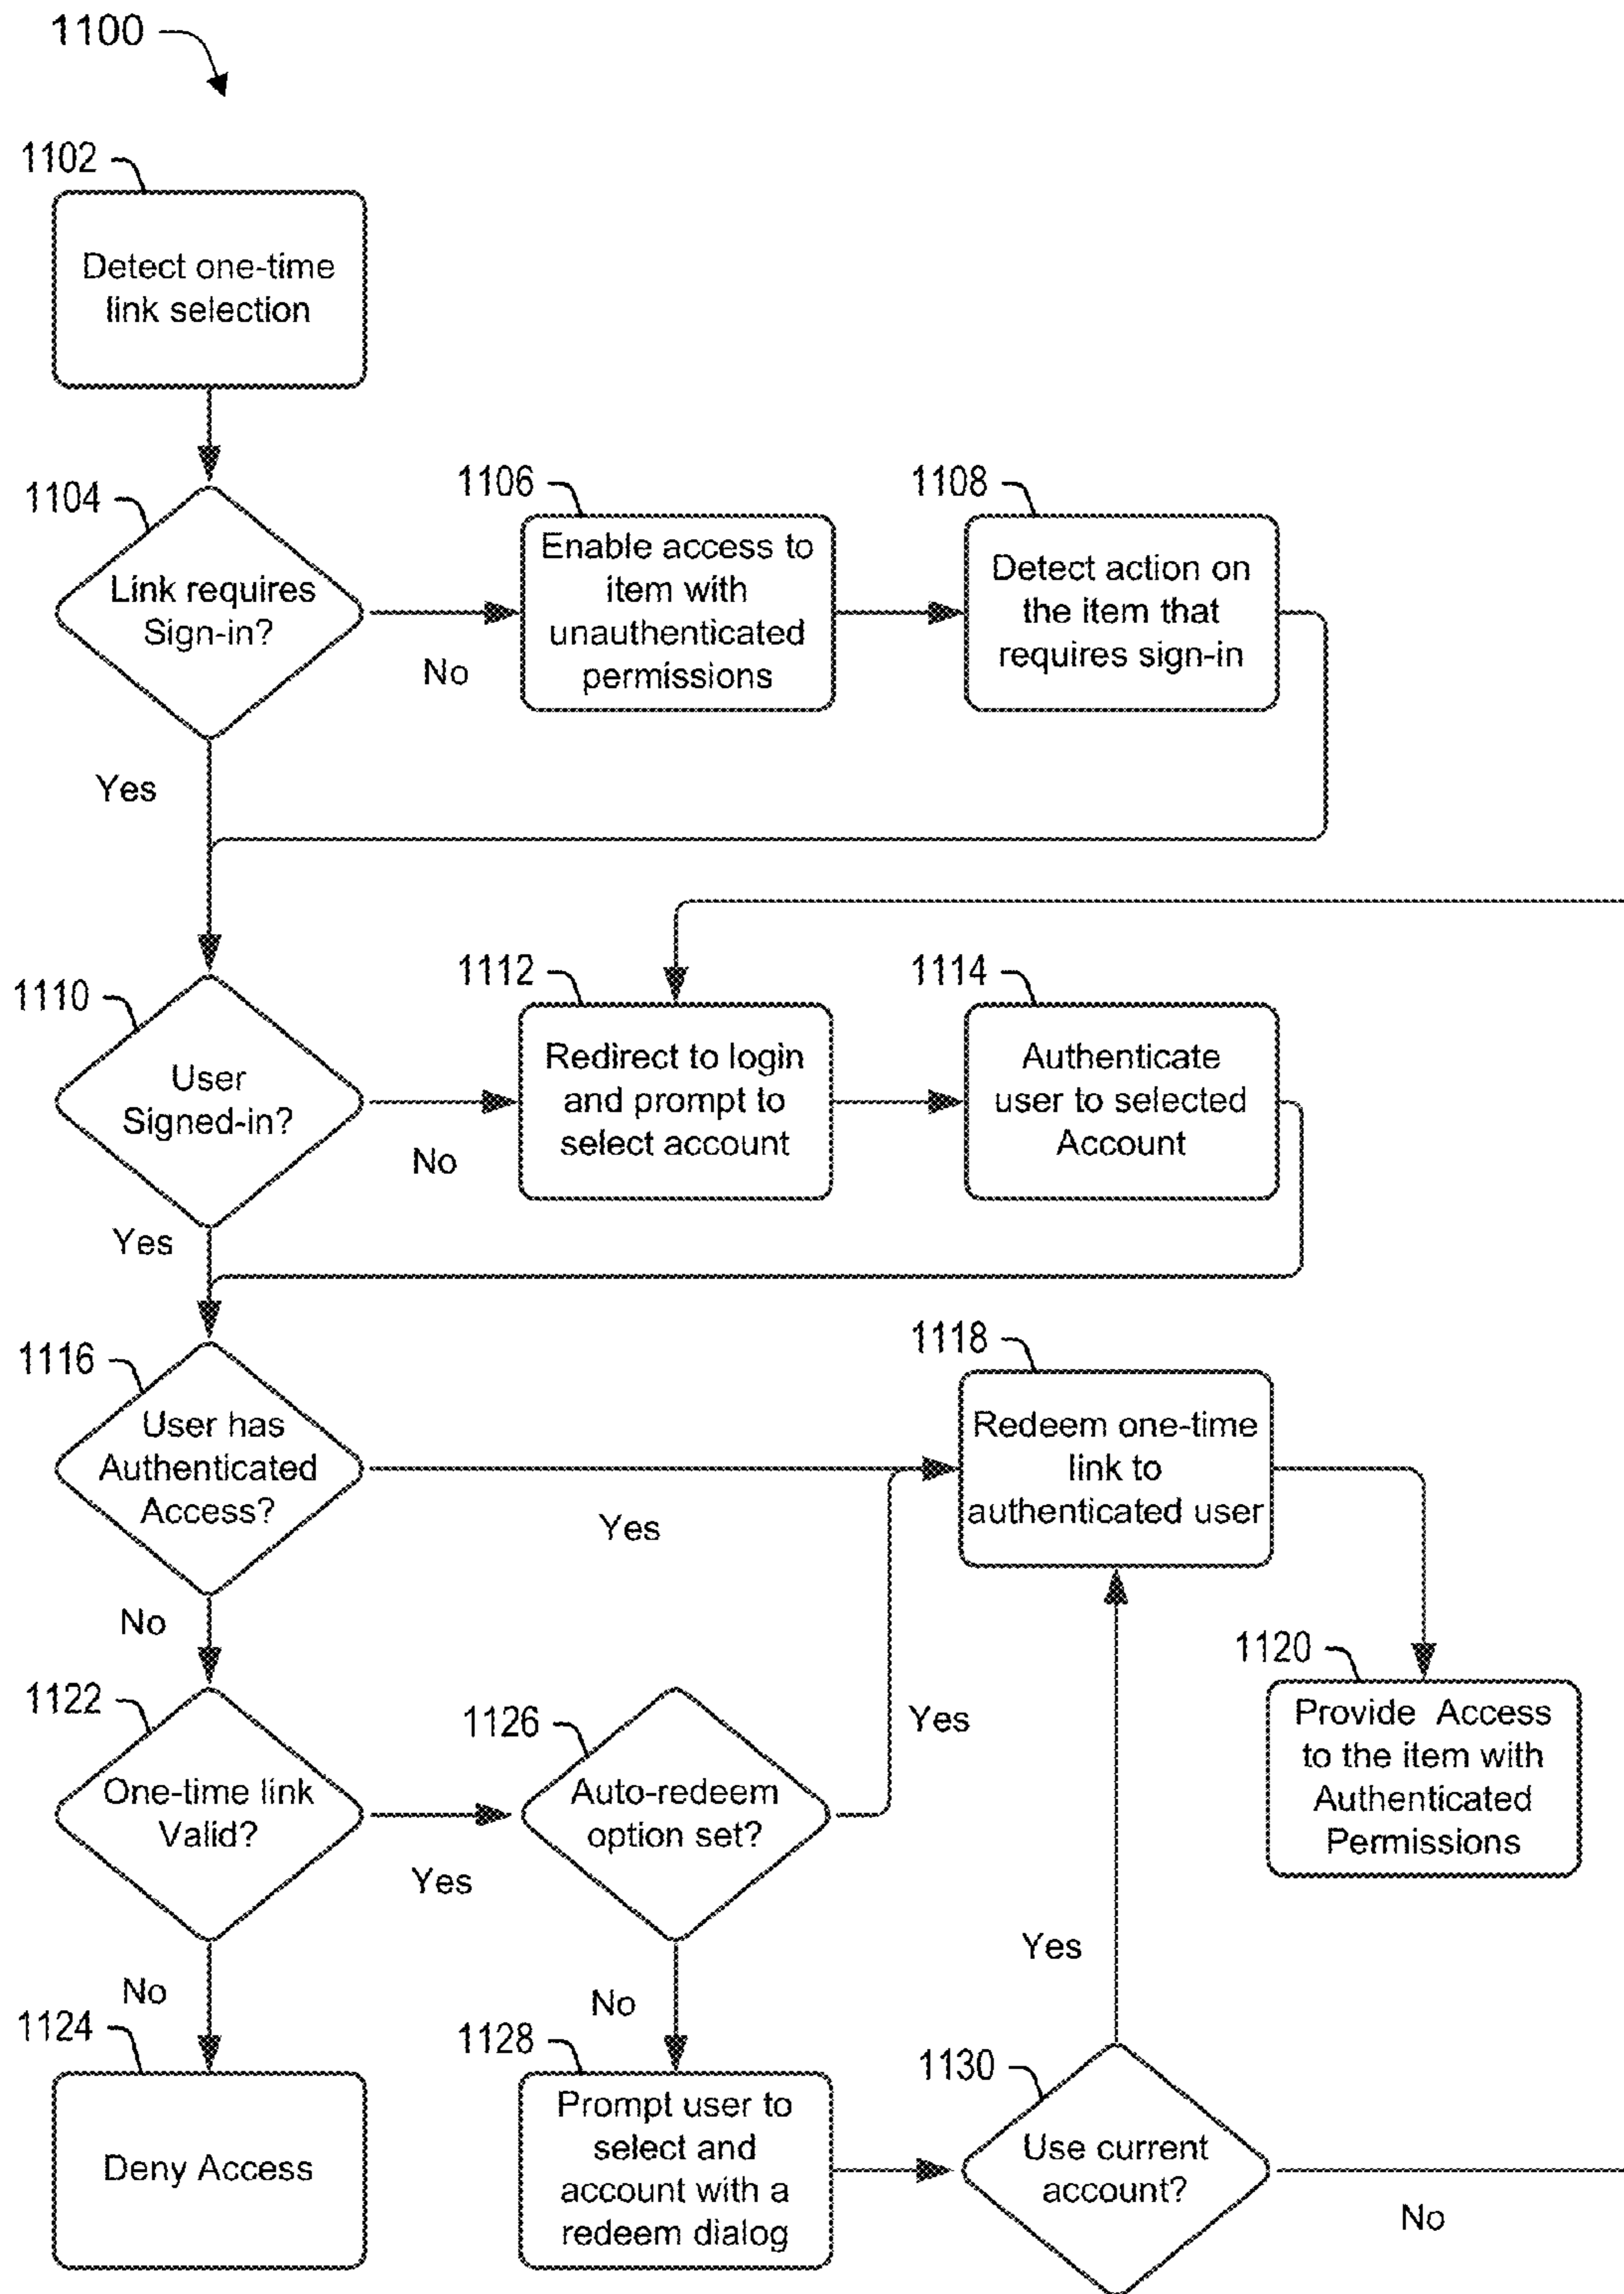 1100
1102
Detect one-time
link selection
1104
Link requires
Sign-in?
No
Yes
1106
Enable access to
item with
unauthenticated
permissions
1108
Detect action on
the item that
requires sign-in
1110
User
Signed-in?
No
Yes
1112
Redirect to login
and prompt to
select account
1114
Authenticate
user to selected
Account
1116
User has
Authenticated
Access?
Yes
No
1118
Redeem one-time
link to
authenticated user
1120
Provide Access
to the item with
Authenticated
Permissions
1122
One-time link
Valid?
Yes
No
1124
Deny Access
1126
Auto-redeem
option set?
Yes
No
1128
Prompt user to
select and
account with a
redeem dialog
1130
Use current
account?
Yes
No